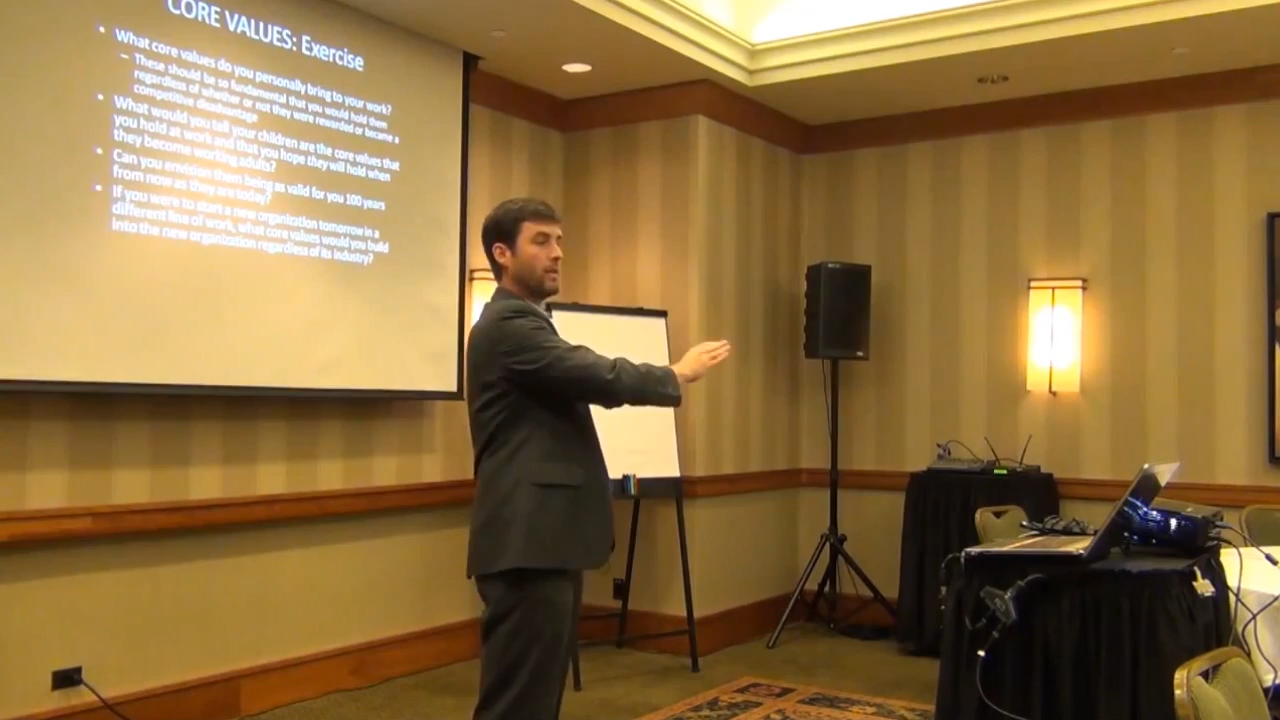 CORE VALUES: Exercise
• What core values do you personally bring to your work?
– These should be so fundamental that you would hold them
regardless of whether or not they were rewarded or became a
competitive disadvantage
• What would you tell your children are the core values that
you hold at work and that you hope they will hold when
they become working adults?
• Can you envision them being as valid for you 100 years
from now as they are today?
• If you were to start a new organization tomorrow in a
different line of work, what core values would you build
into the new organization regardless of its industry?